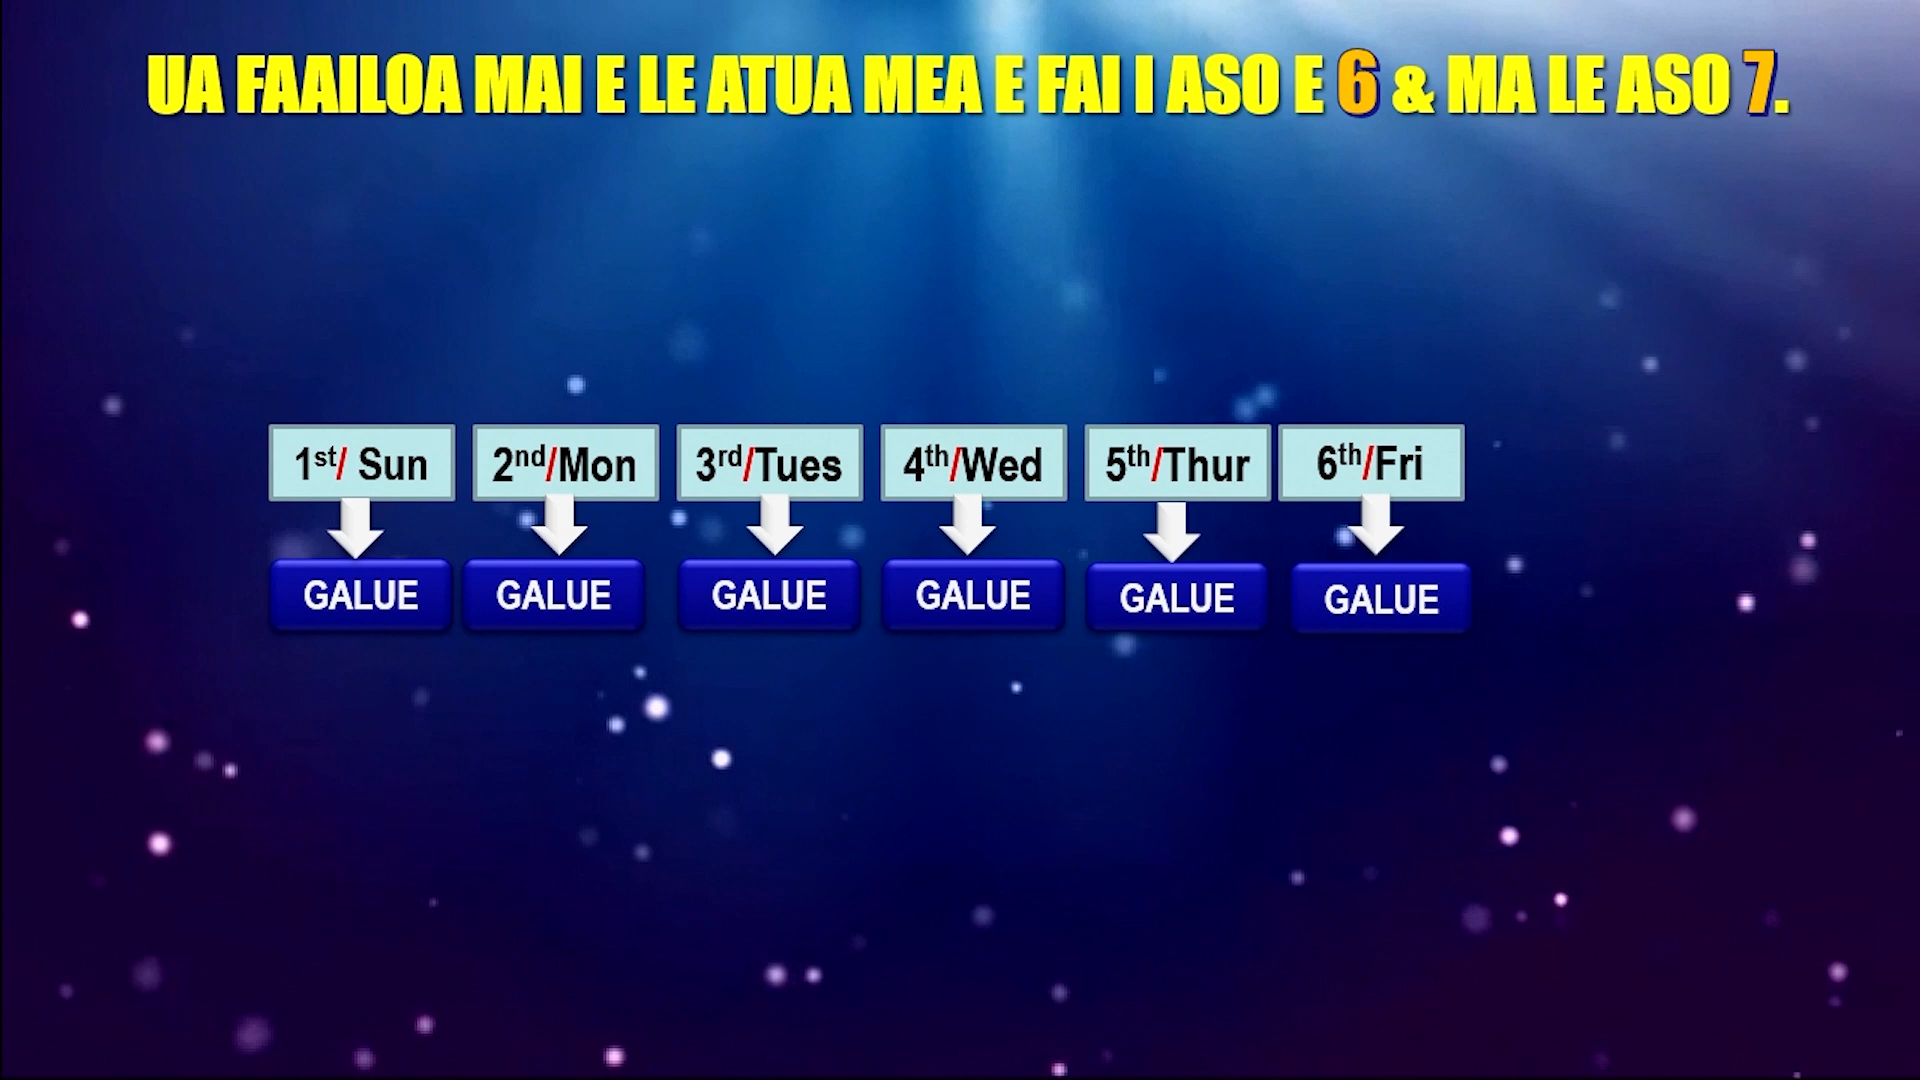 UA FAAILOA MAI E LE ATUA MEA E FAI I ASO E 6 & MA LE ASO 7.
1st/ Sun 2nd/Mon 3rd/Tues 4th/Wed 5th/Thur 6th/Fri
GALUE GALUE GALUE GALUE GALUE GALUE